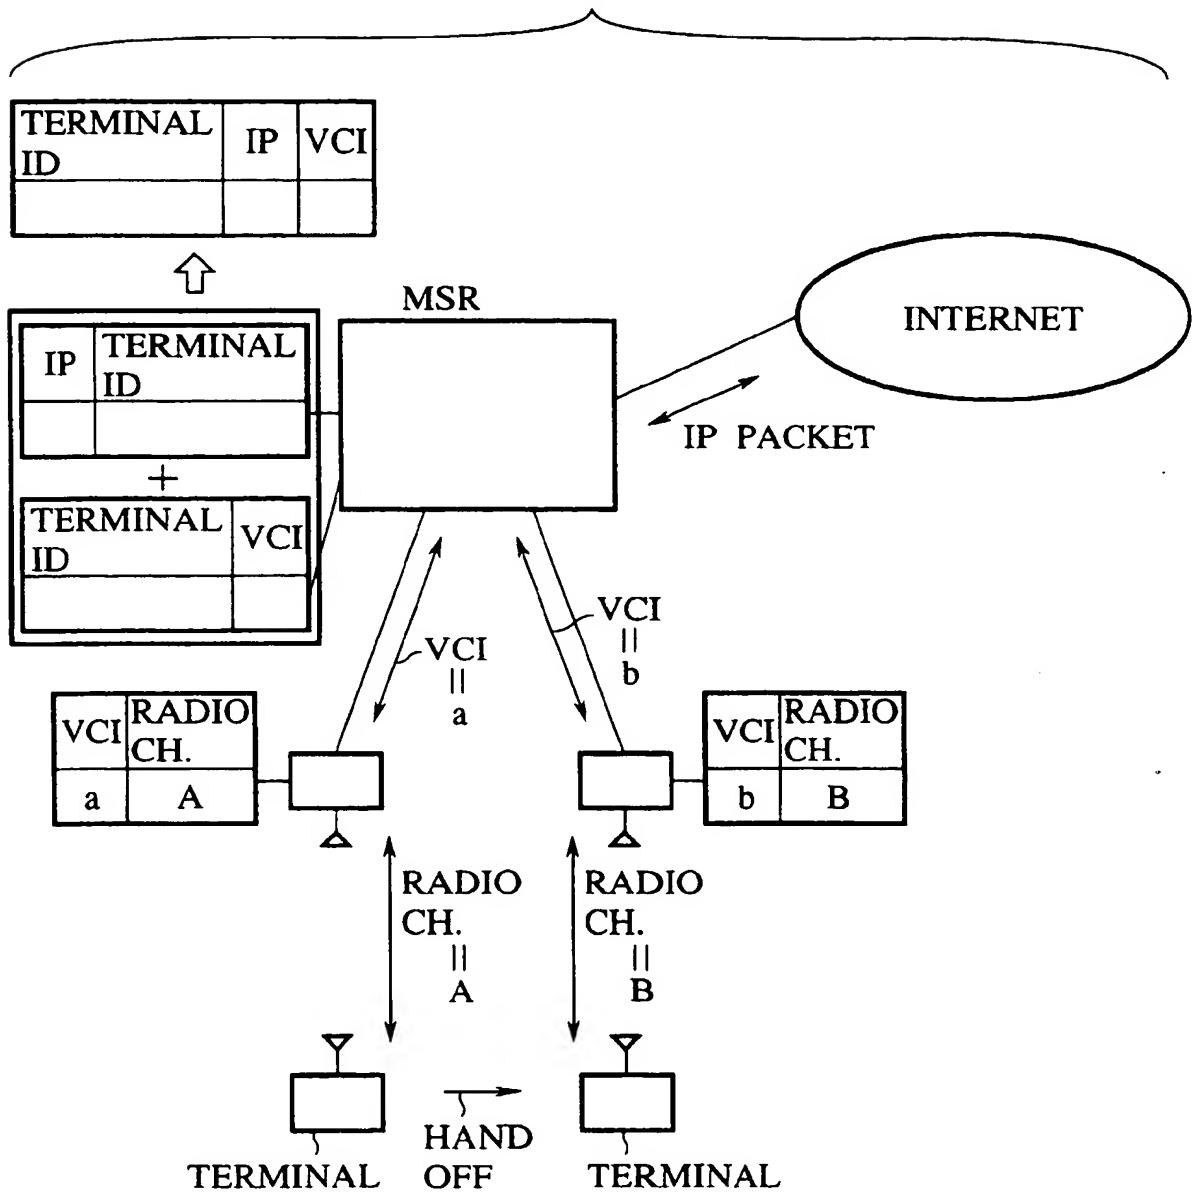 TERMINAL
ID
IP
VCI
MSR
INTERNET
IP
TERMINAL
ID
IP PACKET
+
TERMINAL
ID
VCI
VCI
=
a
VCI
=
b
VCI
RADIO
CH.
a
A
VCI
RADIO
CH.
b
B
RADIO
CH.
=
A
RADIO
CH.
=
B
HAND
OFF
TERMINAL
TERMINAL